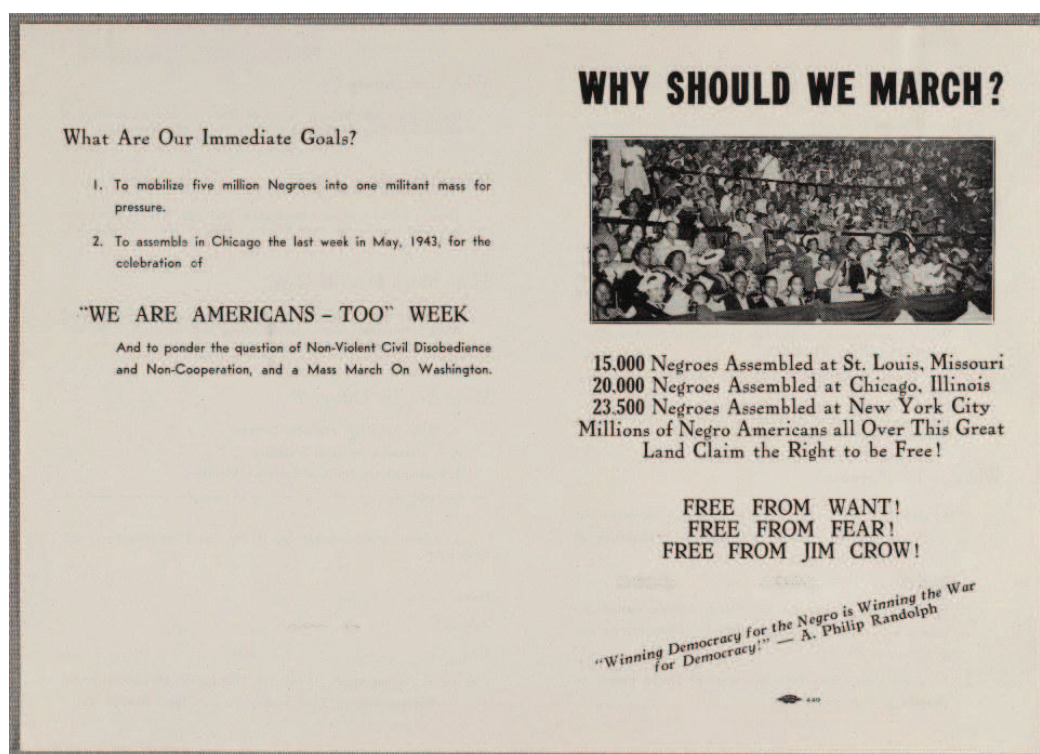 What Are Our Immediate Goals?
1. To mobilize five million Negroes into one militant mass for
pressure.
2. To assemble in Chicago the last week in May, 1943, for the
celebration of
"WE ARE AMERICANS – TOO" WEEK
And to ponder the question of Non-Violent Civil Disobedience
and Non-Cooperation, and a Mass March On Washington.
WHY SHOULD WE MARCH?
15.000 Negroes Assembled at St. Louis, Missouri
20.000 Negroes Assembled at Chicago, Illinois
23.500 Negroes Assembled at New York City
Millions of Negro Americans all Over This Great
Land Claim the Right to be Free!
FREE FROM WANT!
FREE FROM FEAR!
FREE FROM JIM CROW!
"Winning Democracy for the Negro is Winning the War
for Democracy!" — A. Philip Randolph